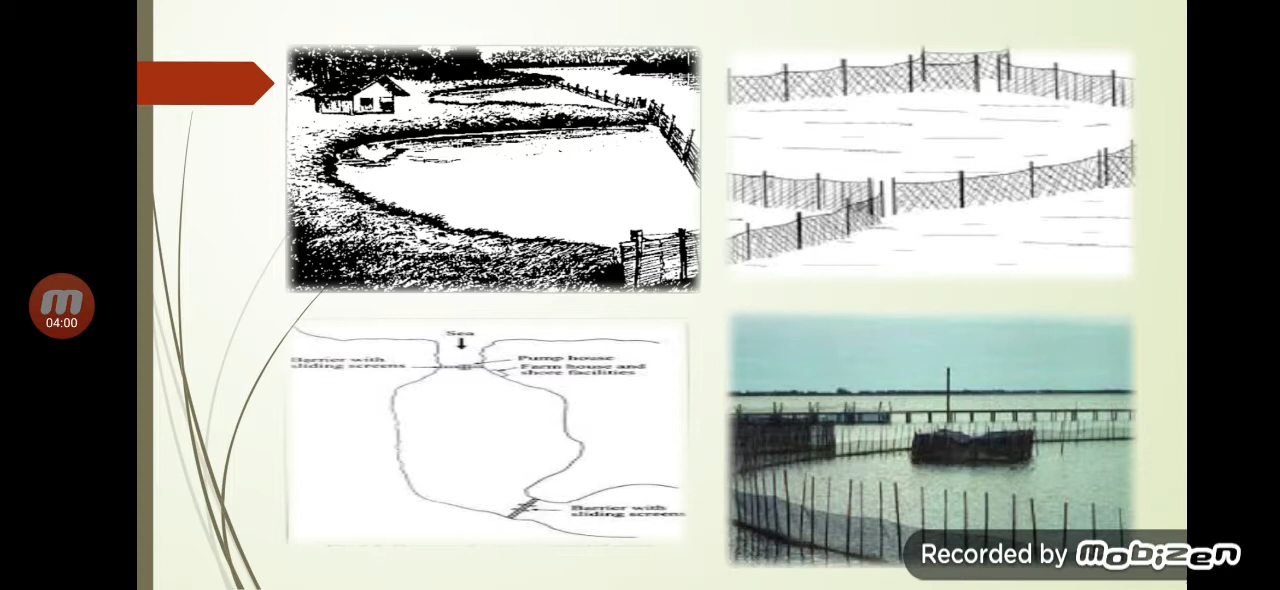 Sea
Barrier with
sliding screens
Pump house
Farm house and
shore facilities
Barrier with
sliding screens
04:00
Recorded by Mobizen